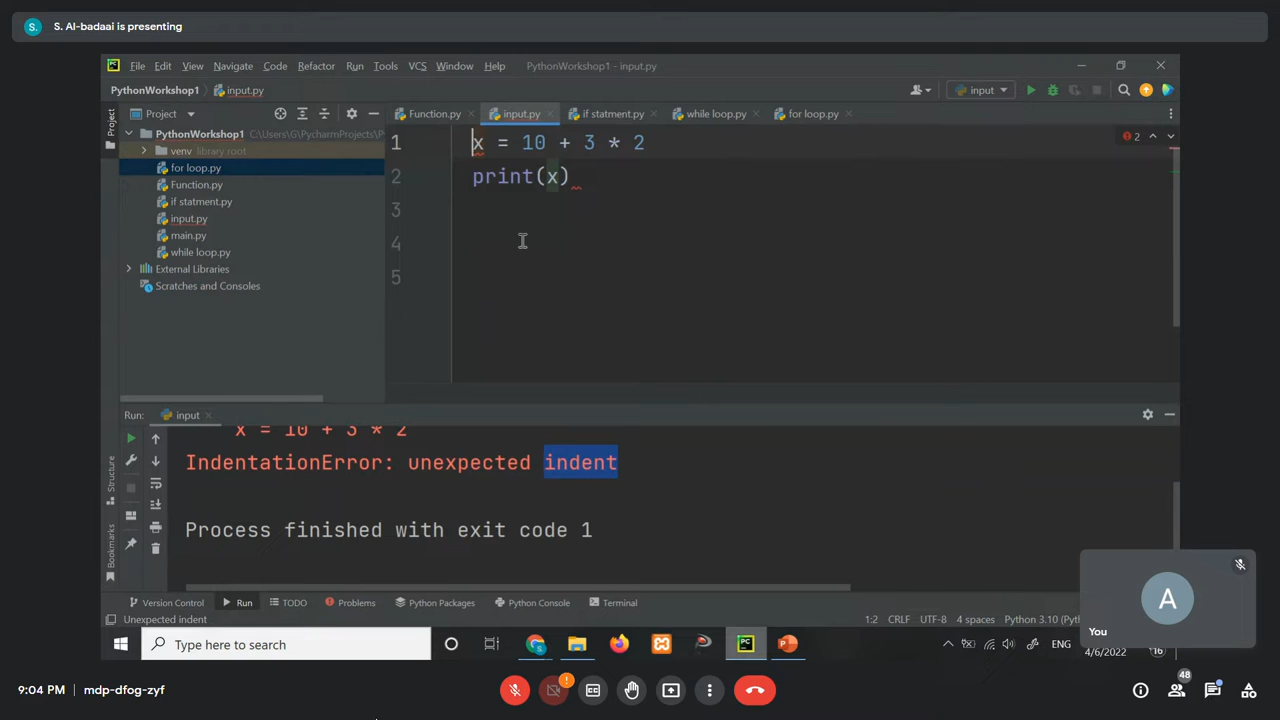 S. S. Al-badaai is presenting
File Edit View Navigate Code Refactor Run Tools VCS Window Help PythonWorkshop1 - input.py
PythonWorkshop1 input.py input
Project Function.py input.py if statment.py while loop.py for loop.py
PythonWorkshop1 C:\Users\G\PycharmProjects\P
venv library root
for loop.py
Function.py
if statment.py
input.py
main.py
while loop.py
External Libraries
Scratches and Consoles
Project
1 x = 10 + 3 * 2
2 print(x)
3
4
5
2
Run: input
x = 10 + 3 * 2
IndentationError: unexpected indent
Process finished with exit code 1
Structure
Bookmarks
Version Control Run TODO Problems Python Packages Python Console Terminal
Unexpected indent 1:2 CRLF UTF-8 4 spaces Python 3.10
Type here to search
ENG
4/6/2022
16
A
You
9:04 PM mdp-dfog-zyf
48